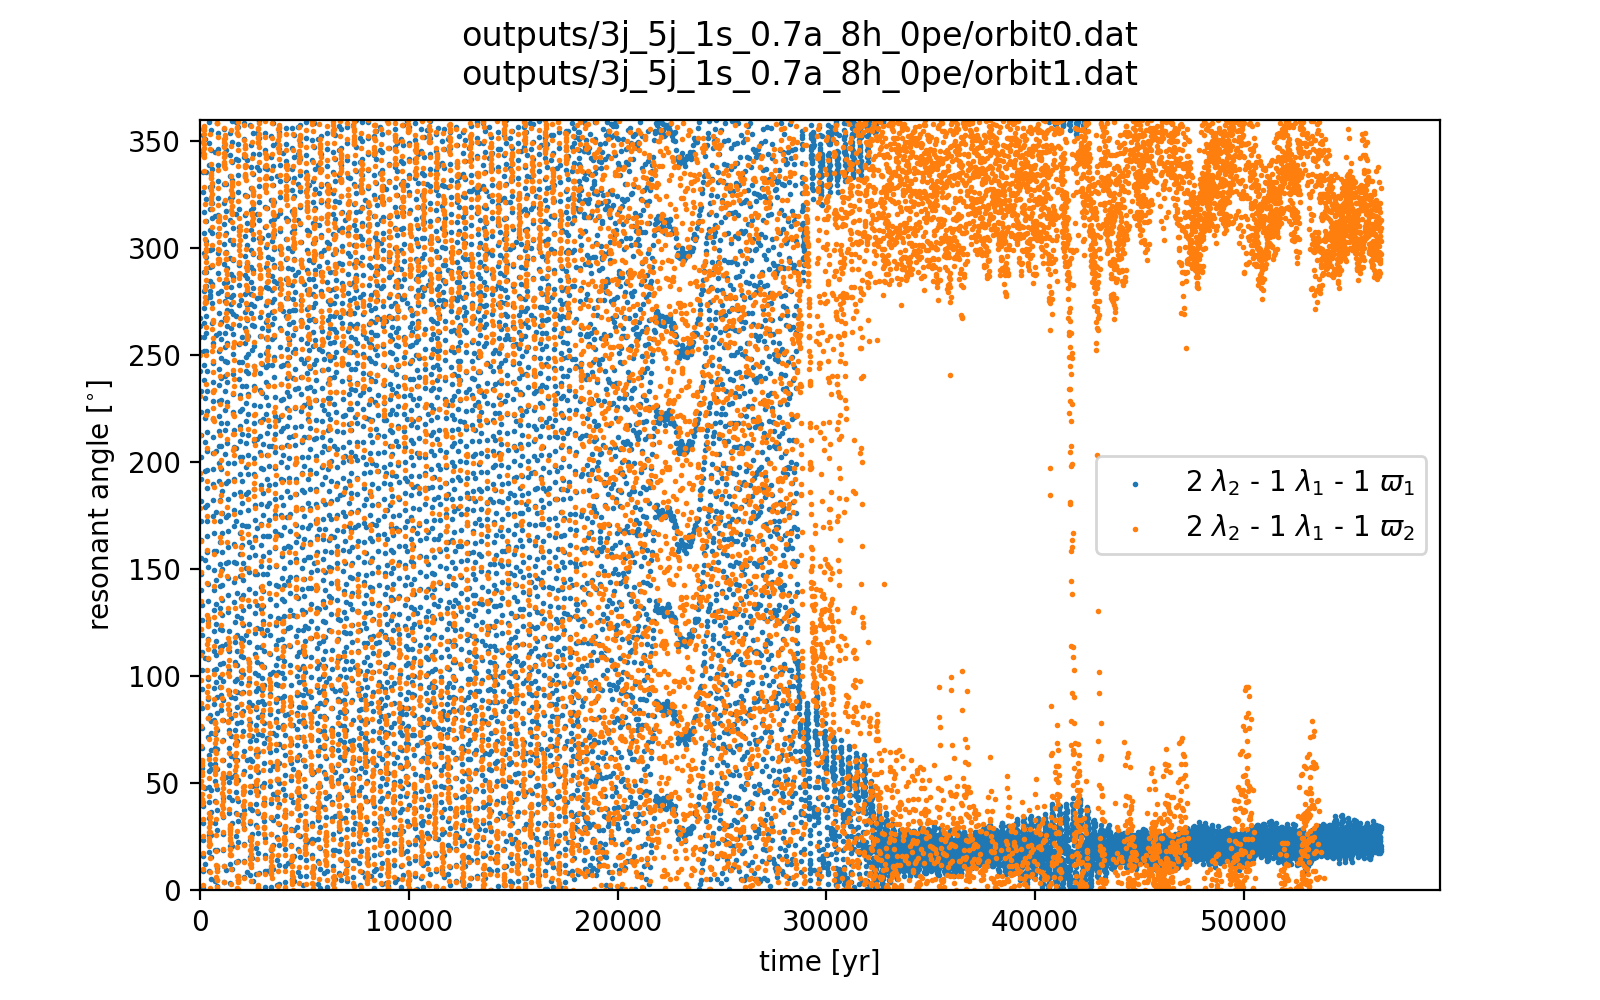 outputs/3j_5j_1s_0.7a_8h_0pe/orbit0.dat
outputs/3j_5j_1s_0.7a_8h_0pe/orbit1.dat
350
300
250
200
150
100
50
0
resonant angle [°]
2 λ₂ - 1 λ₁ - 1 ϖ₁
2 λ₂ - 1 λ₁ - 1 ϖ₂
0 10000 20000 30000 40000 50000
time [yr]